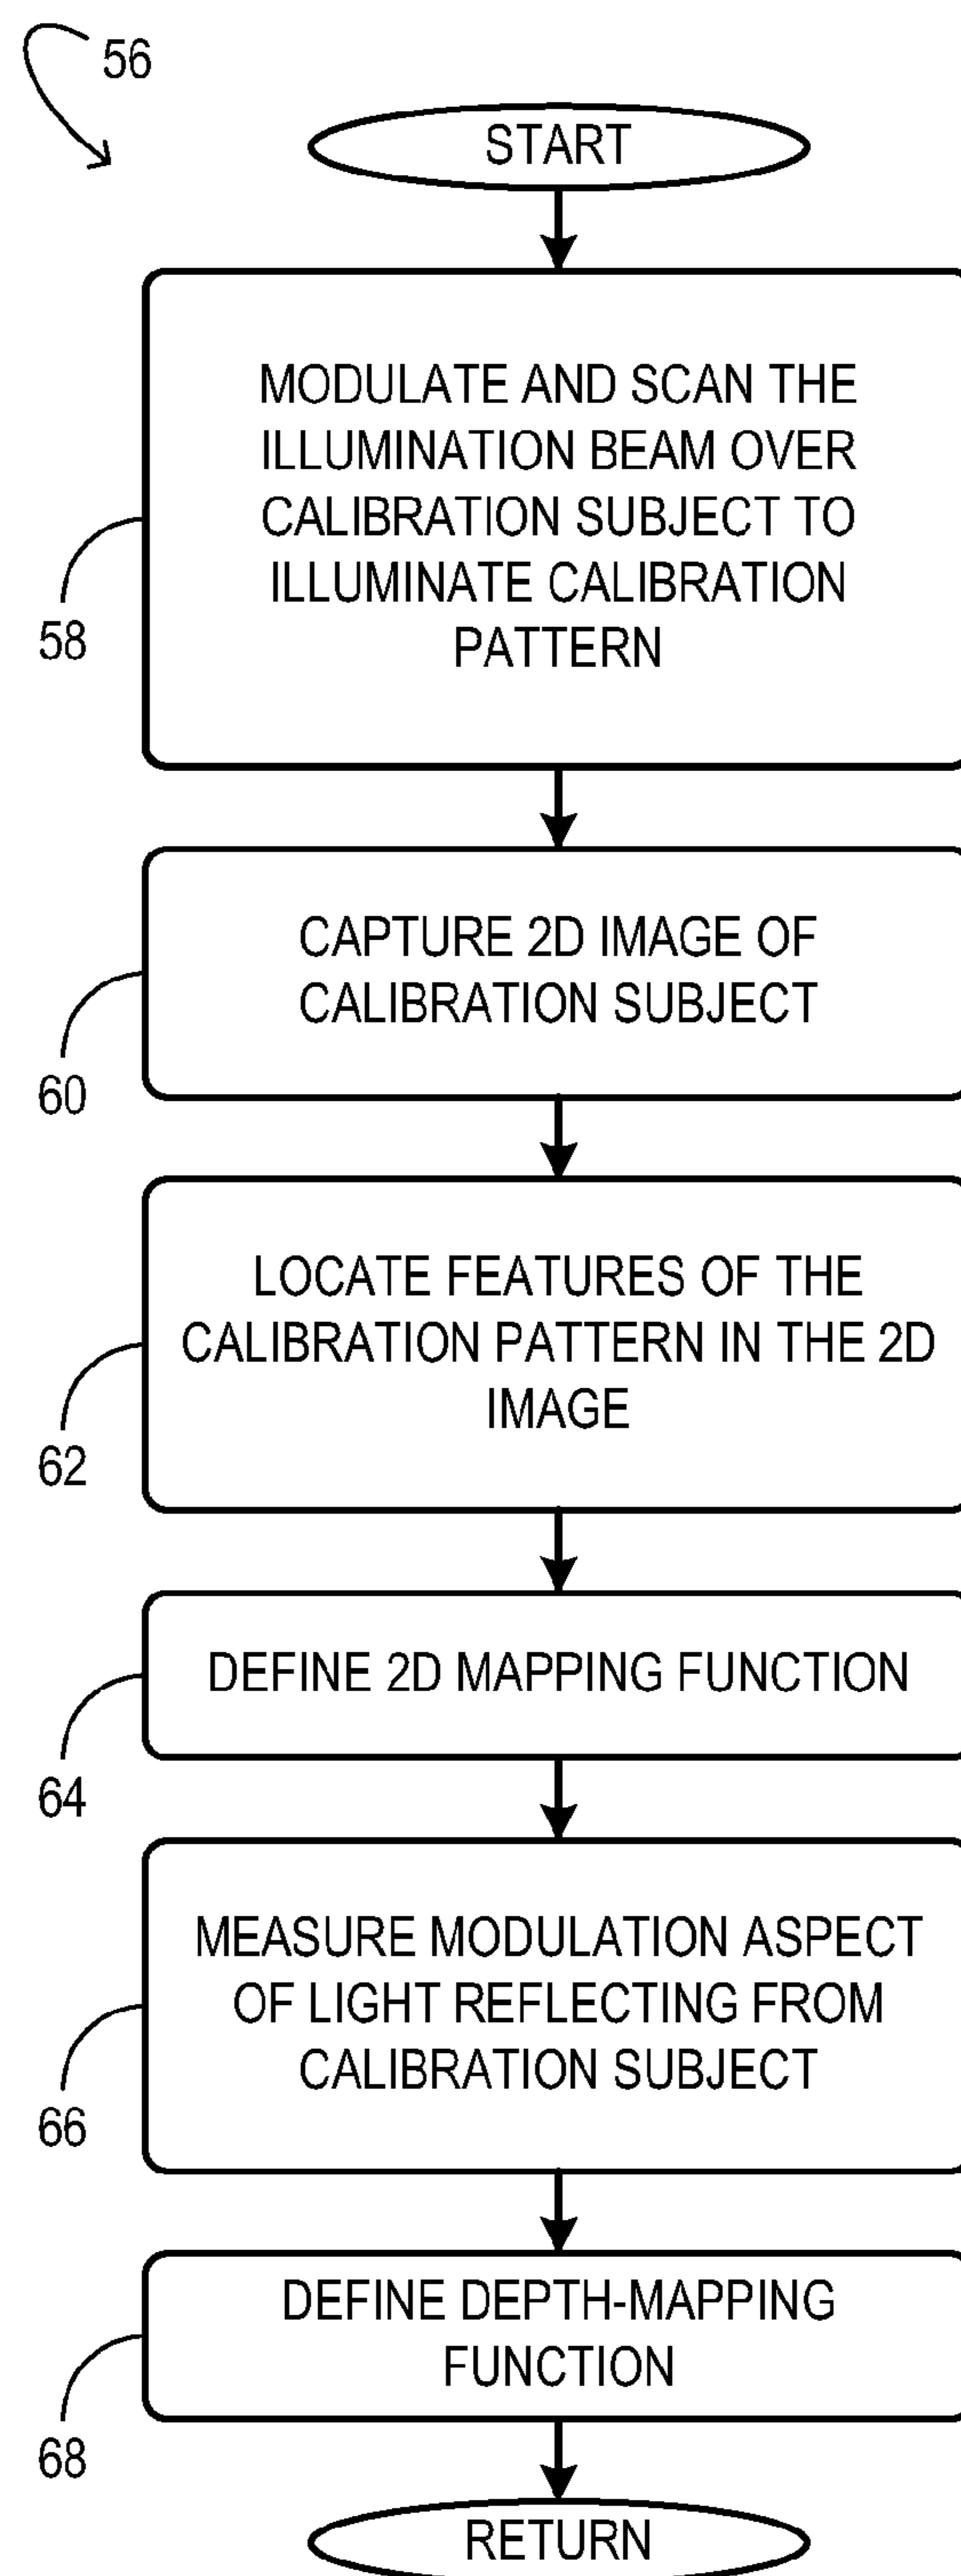 56
START
MODULATE AND SCAN THE
ILLUMINATION BEAM OVER
CALIBRATION SUBJECT TO
ILLUMINATE CALIBRATION
PATTERN
58
CAPTURE 2D IMAGE OF
CALIBRATION SUBJECT
60
LOCATE FEATURES OF THE
CALIBRATION PATTERN IN THE 2D
IMAGE
62
DEFINE 2D MAPPING FUNCTION
64
MEASURE MODULATION ASPECT
OF LIGHT REFLECTING FROM
CALIBRATION SUBJECT
66
DEFINE DEPTH-MAPPING
FUNCTION
68
RETURN